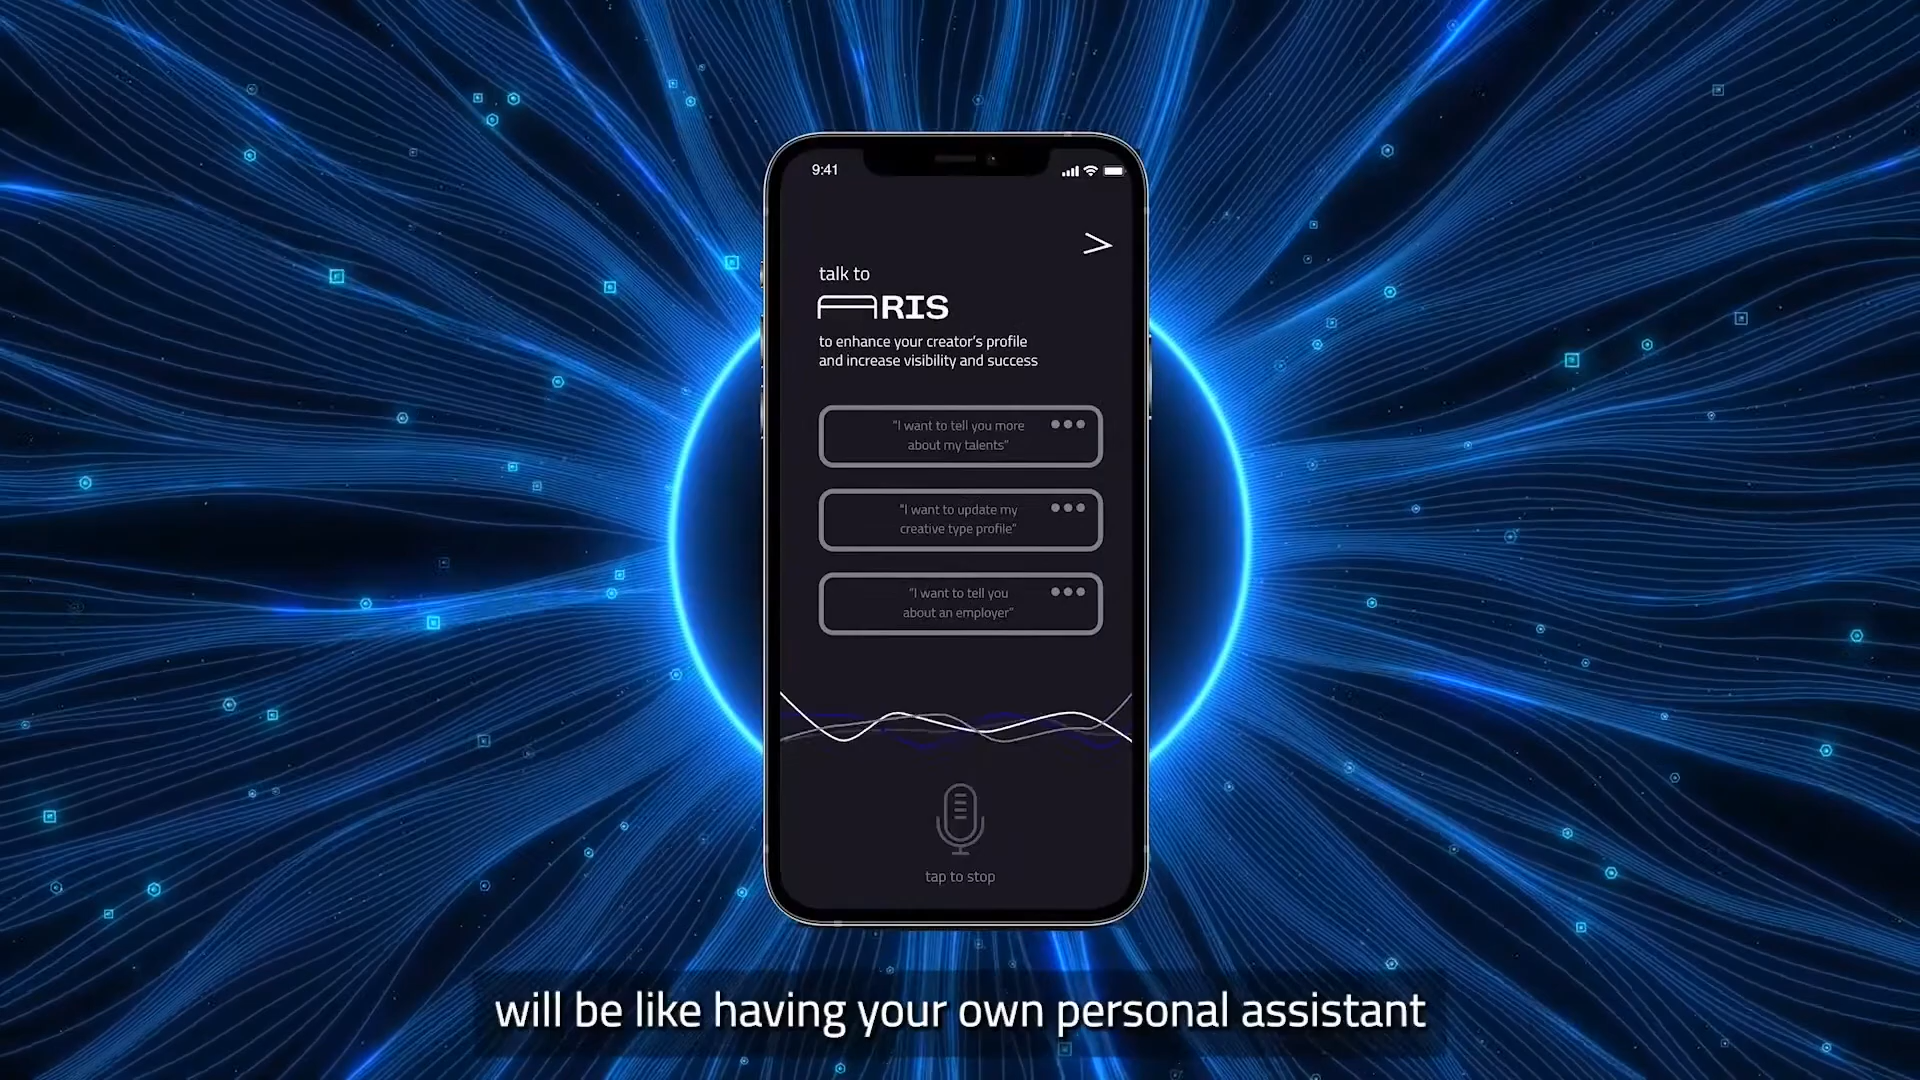 9:41
talk to
ARIS
to enhance your creator's profile
and increase visibility and success
"I want to tell you more
about my talents"
"I want to update my
creative type profile"
"I want to tell you
about an employer"
tap to stop
will be like having your own personal assistant